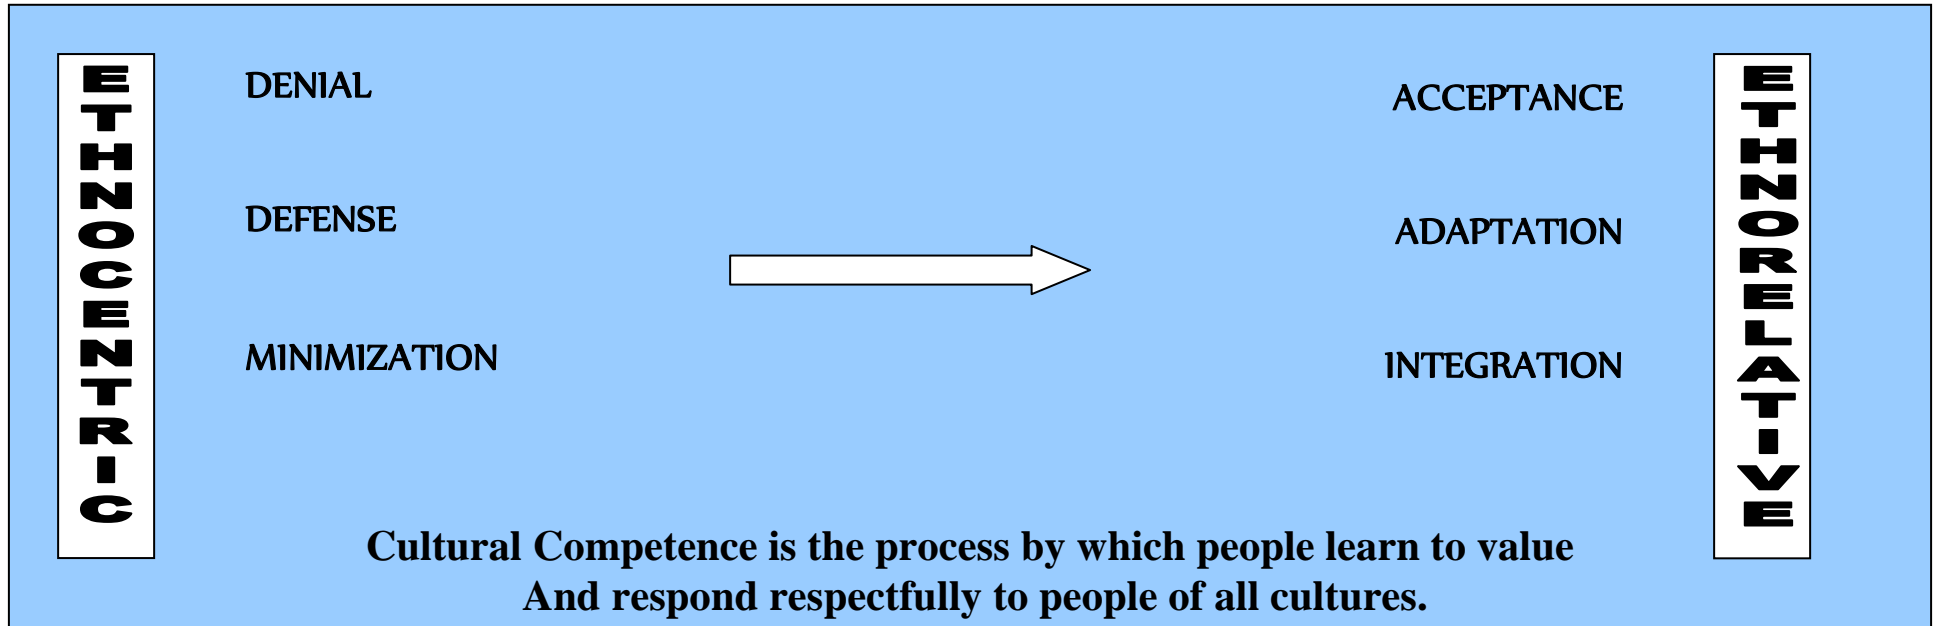 ETHNOCENTRIC
DENIAL
DEFENSE
MINIMIZATION
ACCEPTANCE
ADAPTATION
INTEGRATION
ETHNORELATIVE
Cultural Competence is the process by which people learn to value
And respond respectfully to people of all cultures.